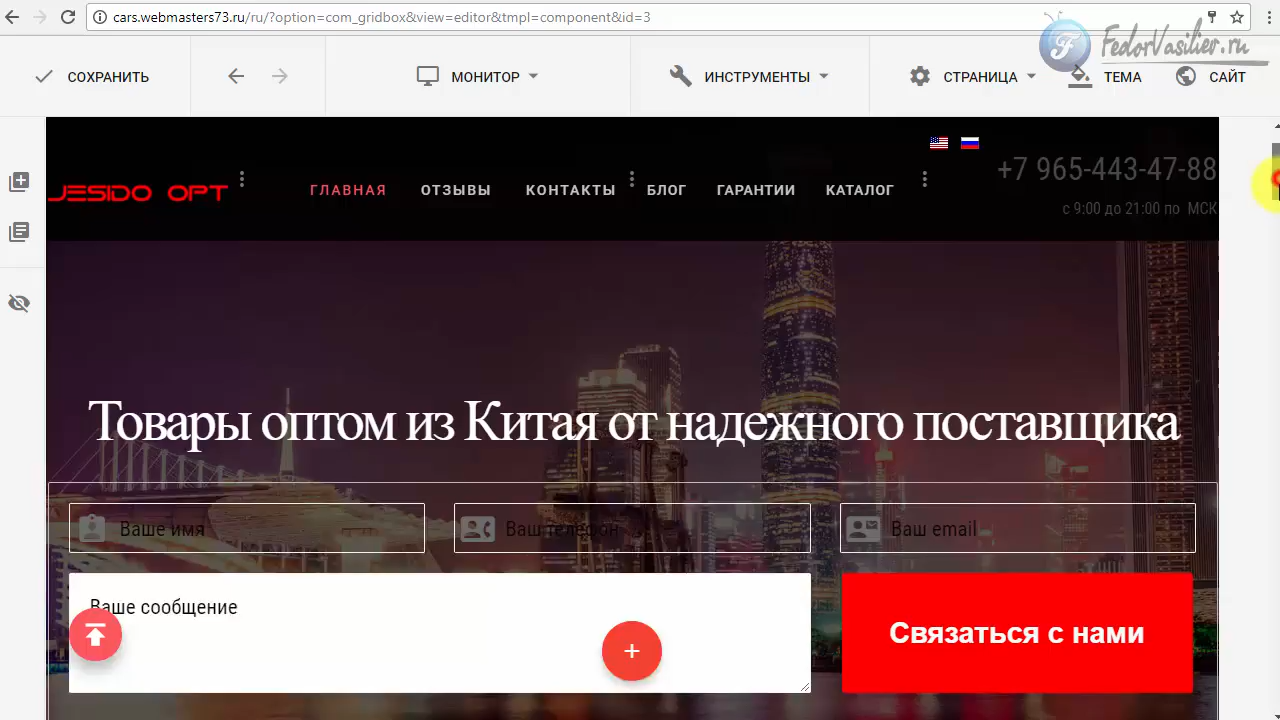 cars.webmasters73.ru/ru/?option=com_gridbox&view=editor&tmpl=component&id=3
FedorVasilier.ru
СОХРАНИТЬ
МОНИТОР
ИНСТРУМЕНТЫ
СТРАНИЦА
ТЕМА
САЙТ
JESIDO OPT
ГЛАВНАЯ
ОТЗЫВЫ
КОНТАКТЫ
БЛОГ
ГАРАНТИИ
КАТАЛОГ
+7 965-443-47-88
с 9:00 до 21:00 по МСК
Товары оптом из Китая от надежного поставщика
Ваше имя
Ваш телефон
Ваш email
Ваше сообщение
Связаться с нами